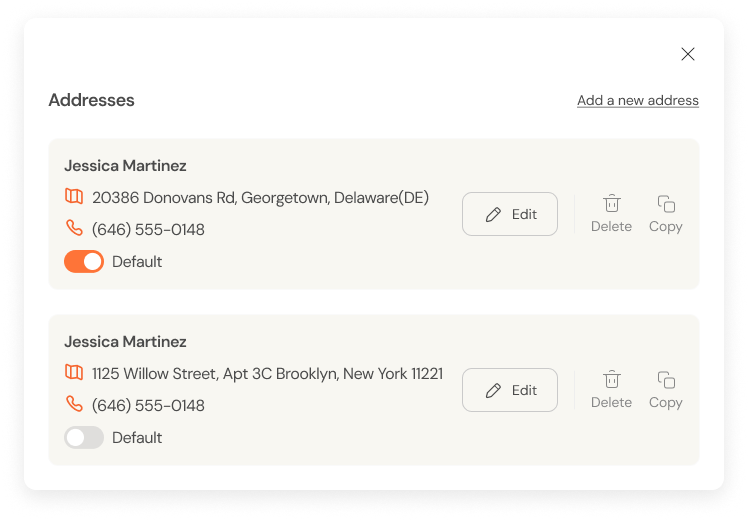 Addresses
Add a new address
Jessica Martinez
20386 Donovans Rd, Georgetown, Delaware(DE)
(646) 555-0148
Default
Edit
Delete
Copy
Jessica Martinez
1125 Willow Street, Apt 3C Brooklyn, New York 11221
(646) 555-0148
Default
Edit
Delete
Copy